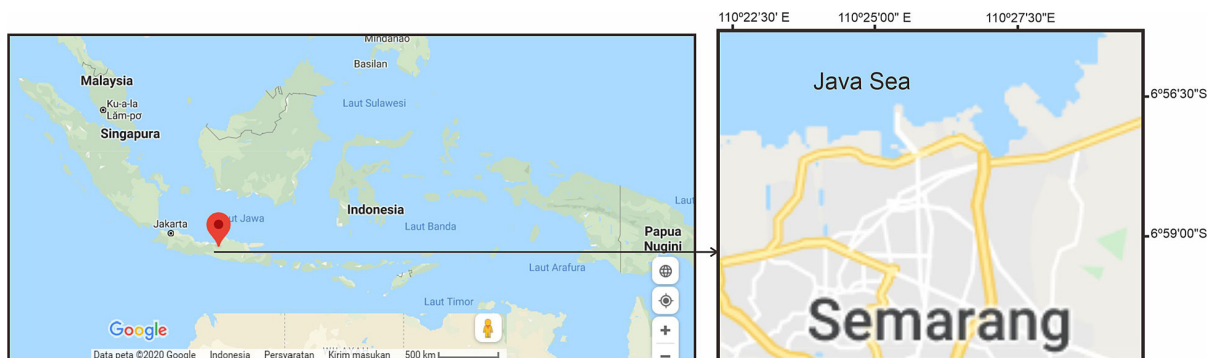 110º22'30' E 110º25'00" E 110º27'30"E
Mindanao
Basilan
Malaysia
Ku-a-la
Lăm-pơ
Singapura
Laut Sulawesi
Java Sea
6º56'30"S
Jakarta
ut Jawa
Indonesia
Laut Banda
Laut
Papua
Nugini
6º59'00"S
Laut Arafura
Laut Timor
Google
Semarang
Data peta ©2020 Google Indonesia Persyaratan Kirim masukan 500 km